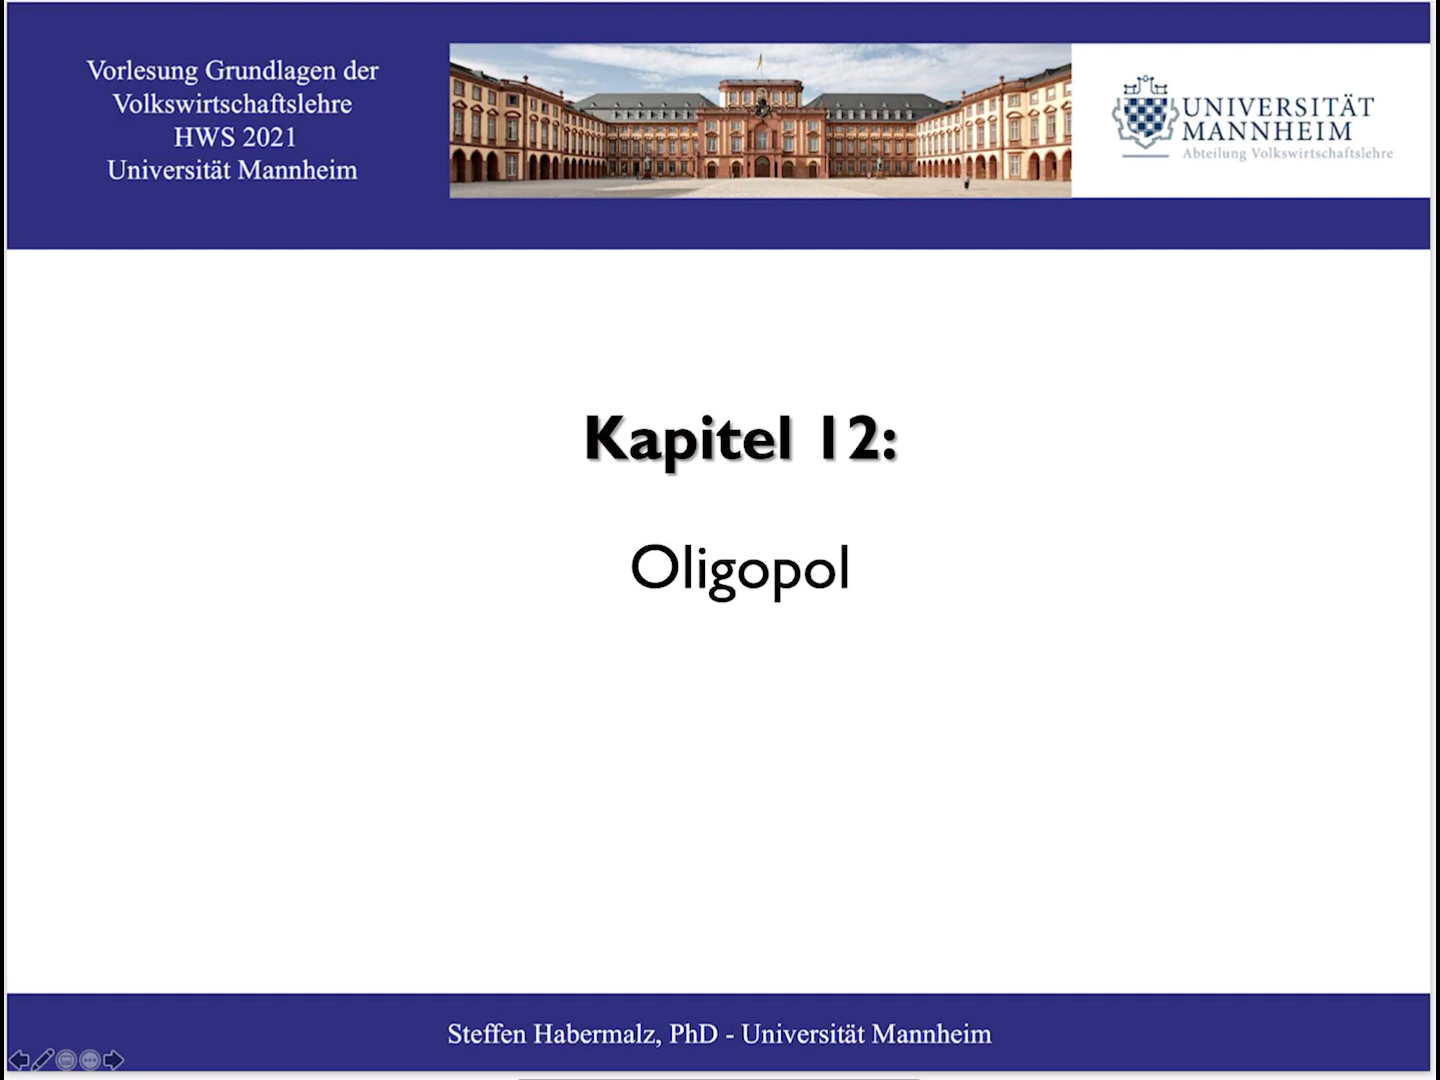 Vorlesung Grundlagen der
Volkswirtschaftslehre
HWS 2021
Universität Mannheim
UNIVERSITÄT
MANNHEIM
Abteilung Volkswirtschaftslehre
Kapitel 12:
Oligopol
Steffen Habermalz, PhD - Universität Mannheim